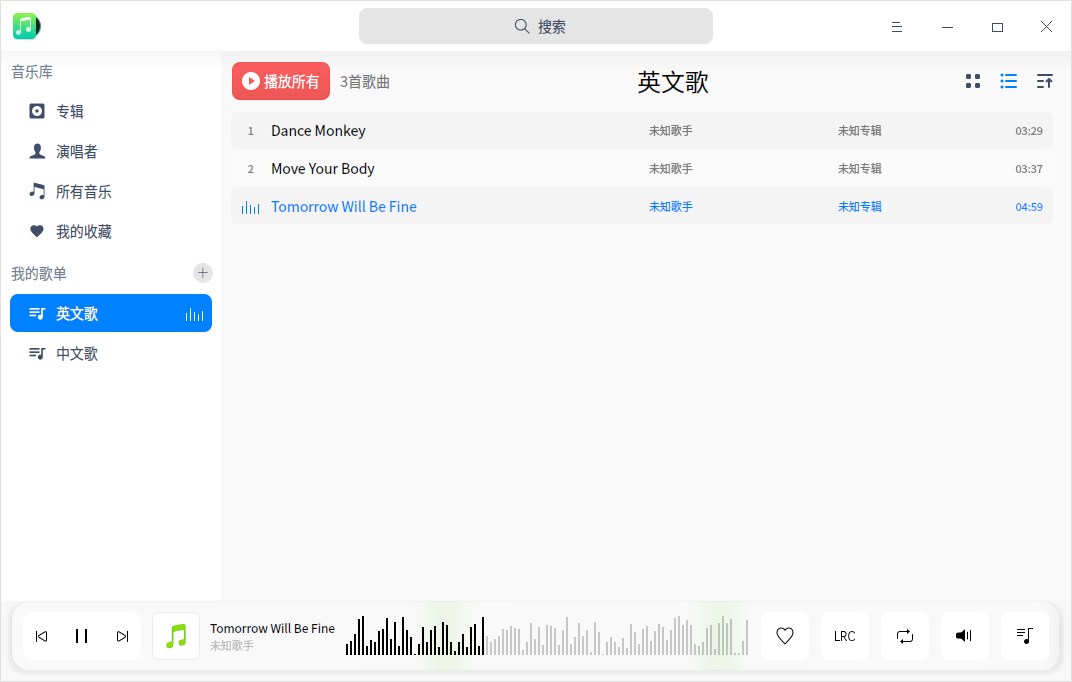 搜索
音乐库
专辑
演唱者
所有音乐
我的收藏
我的歌单
英文歌
中文歌
播放所有 3首歌曲 英文歌
1 Dance Monkey 未知歌手 未知专辑 03:29
2 Move Your Body 未知歌手 未知专辑 03:37
Tomorrow Will Be Fine 未知歌手 未知专辑 04:59
Tomorrow Will Be Fine
未知歌手
LRC